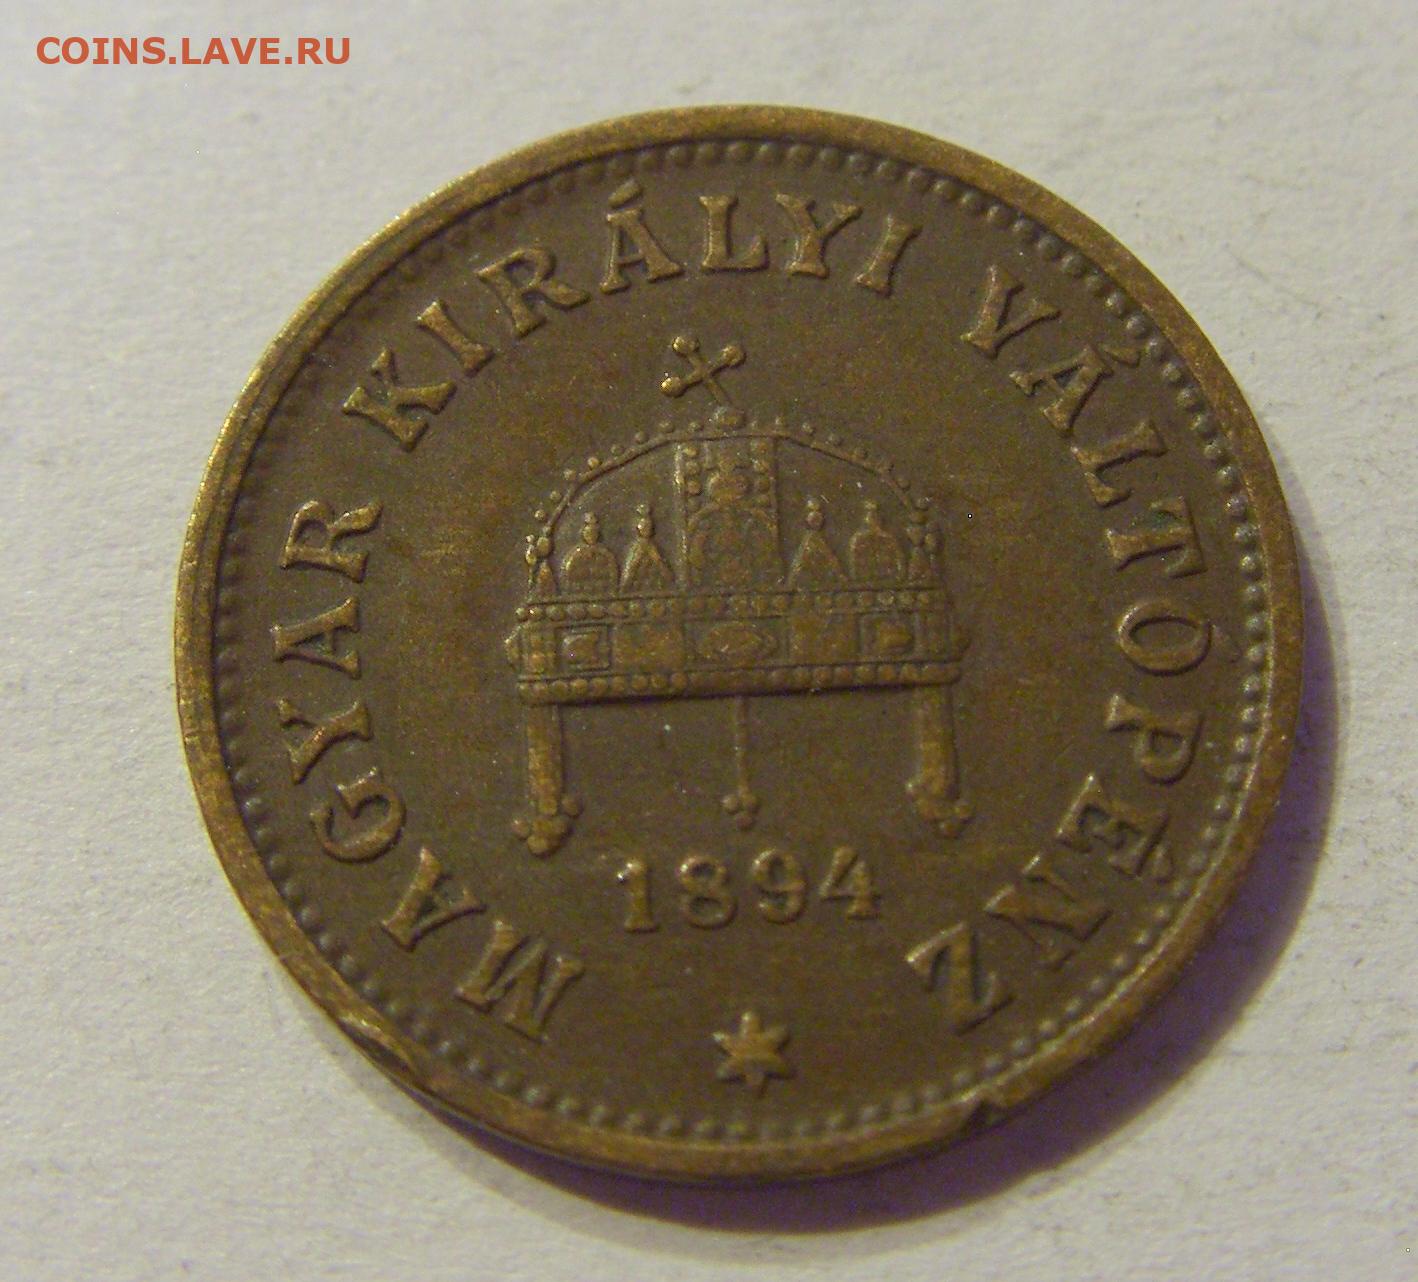 COINS.LAVE.RU
MAGYAR KIRÁLYI VÁLTÓPÉNZ
1894